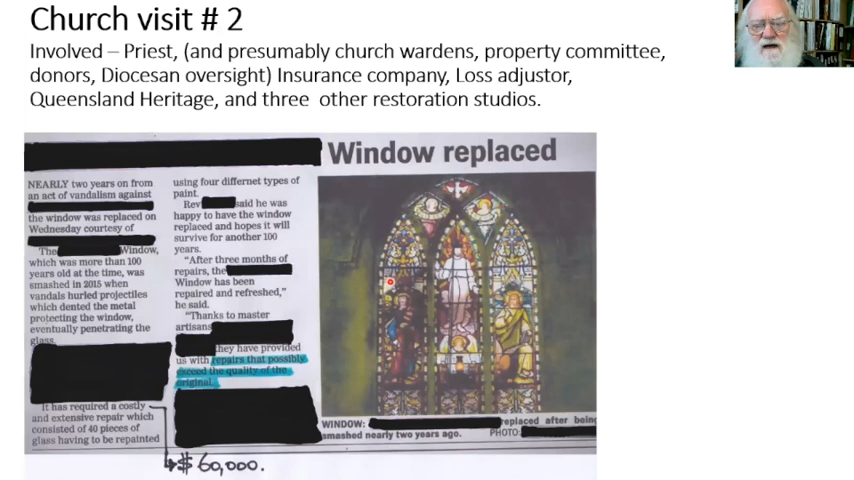 Church visit # 2
Involved – Priest, (and presumably church wardens, property committee,
donors, Diocesan oversight) Insurance company, Loss adjustor,
Queensland Heritage, and three other restoration studios.
Window replaced
NEARLY two years on from
an act of vandalism against
the window was replaced on
Wednesday courtesy of
The Window,
which was more than 100
years old at the time, was
smashed in 2015 when
vandals hurled projectiles
which dented the metal
protecting the window,
eventually penetrating the
glass.
It has required a costly
and extensive repair which
consisted of 40 pieces of
glass having to be repainted
$60,000.
using four differnet types of
paint.
Rev said he was
happy to have the window
replaced and hopes it will
survive for another 100
years.
"After three months of
repairs, the
Window has been
repaired and refreshed,"
he said.
"Thanks to master
artisans
they have provided
us with repairs that possibly
exceed the quality of the
original.
WINDOW: replaced after being
smashed nearly two years ago. PHOTO: